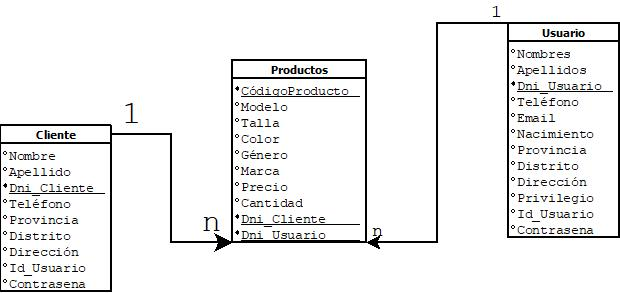 1
Usuario
Nombres
Apellidos
Dni_Usuario
Teléfono
Email
Nacimiento
Provincia
Distrito
Dirección
Privilegio
Id_Usuario
Contrasena
n
Productos
CódigoProducto
Modelo
Talla
Color
Género
Marca
Precio
Cantidad
Dni_Cliente
Dni_Usuario
1
n
Cliente
Nombre
Apellido
Dni_Cliente
Teléfono
Provincia
Distrito
Dirección
Id_Usuario
Contrasena